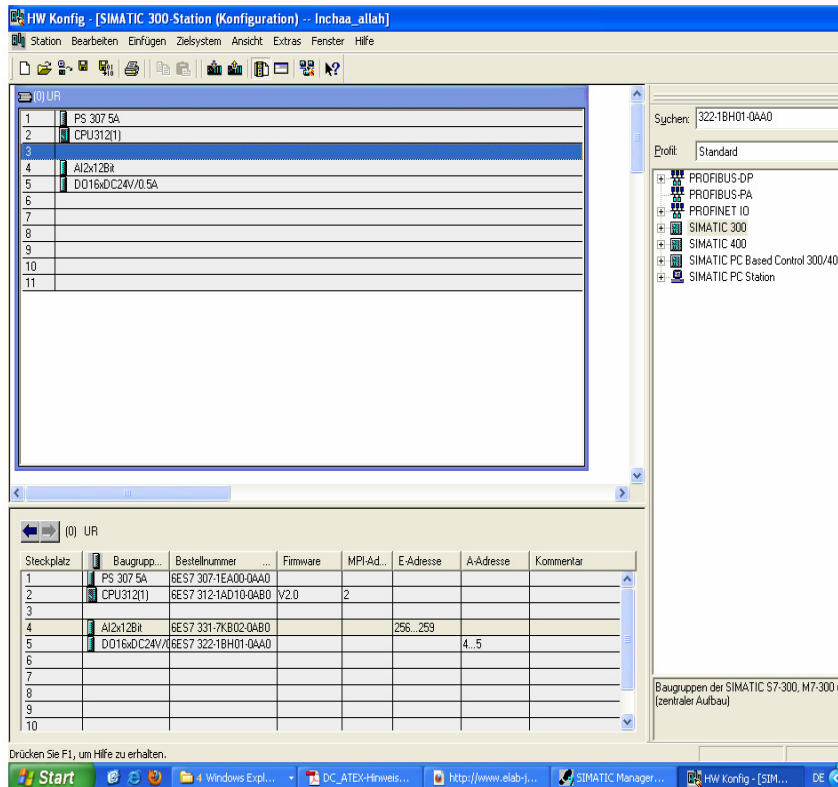 HW Konfig - [SIMATIC 300-Station (Konfiguration) -- Inchaa_allah]
Station Bearbeiten Einfügen Zielsystem Ansicht Extras Fenster Hilfe
(0) UR
1 PS 307 5A
2 CPU312(1)
3
4 AI2x12Bit
5 DO16xDC24V/0.5A
6
7
8
9
10
11
Suchen: 322-1BH01-0AA0
Profil: Standard
PROFIBUS-DP
PROFIBUS-PA
PROFINET IO
SIMATIC 300
SIMATIC 400
SIMATIC PC Based Control 300/40
SIMATIC PC Station
(0) UR
Steckplatz Baugrupp... Bestellnummer ... Firmware MPI-Ad... E-Adresse A-Adresse Kommentar
1 PS 307 5A 6ES7 307-1EA00-0AA0
2 CPU312(1) 6ES7 312-1AD10-0AB0 V2.0 2
3
4 AI2x12Bit 6ES7 331-7KB02-0AB0 256...259
5 DO16xDC24V/0 6ES7 322-1BH01-0AA0 4...5
6
7
8
9
10
Baugruppen der SIMATIC S7-300, M7-300
(zentraler Aufbau)
Drücken Sie F1, um Hilfe zu erhalten.
Start 4 Windows Expl... DC_ATEX-Hinweis... http://www.elab-j... SIMATIC Manager... HW Konfig - [SIM... DE